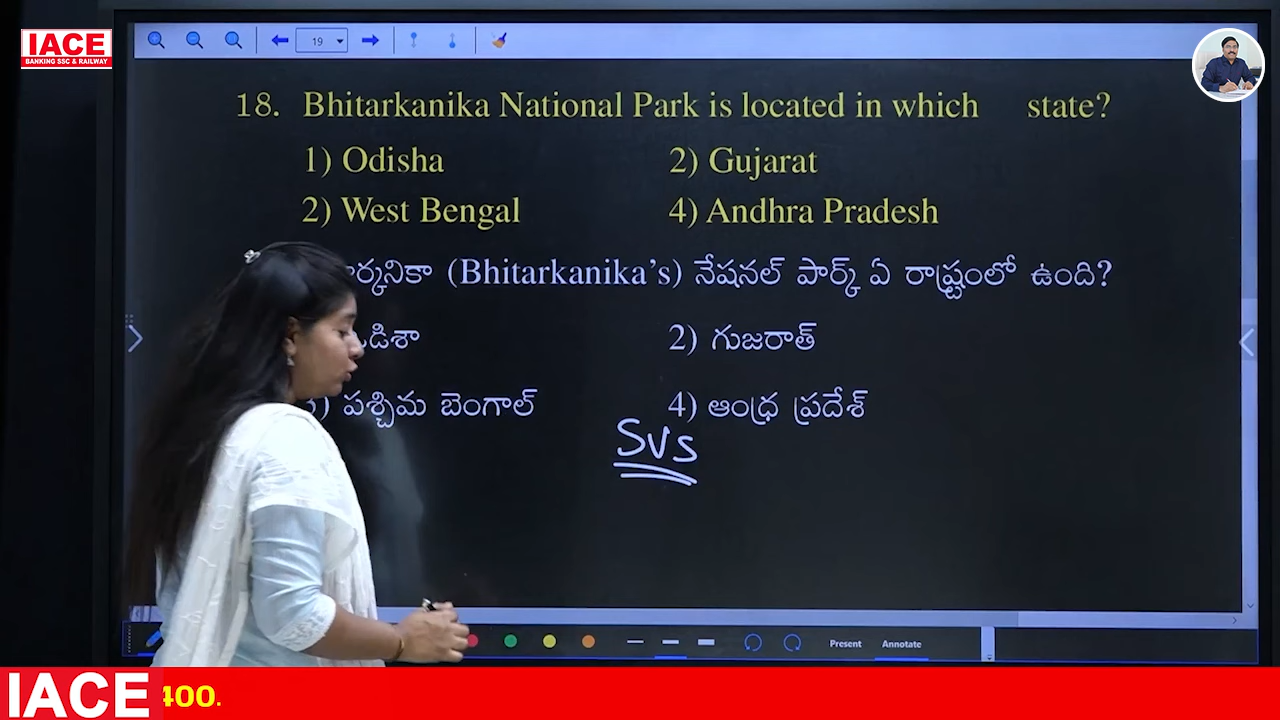 IACE
BANKING SSC & RAILWAY
19
18. Bhitarkanika National Park is located in which state?
1) Odisha 2) Gujarat
2) West Bengal 4) Andhra Pradesh
(Bhitarkanika's) నేషనల్ పార్క్ ఏ రాష్ట్రంలో ఉంది?
2) గుజరాత్
3) పశ్చిమ బెంగాల్ 4) ఆంధ్ర ప్రదేశ్
SVS
Present Annotate
IACE 400.